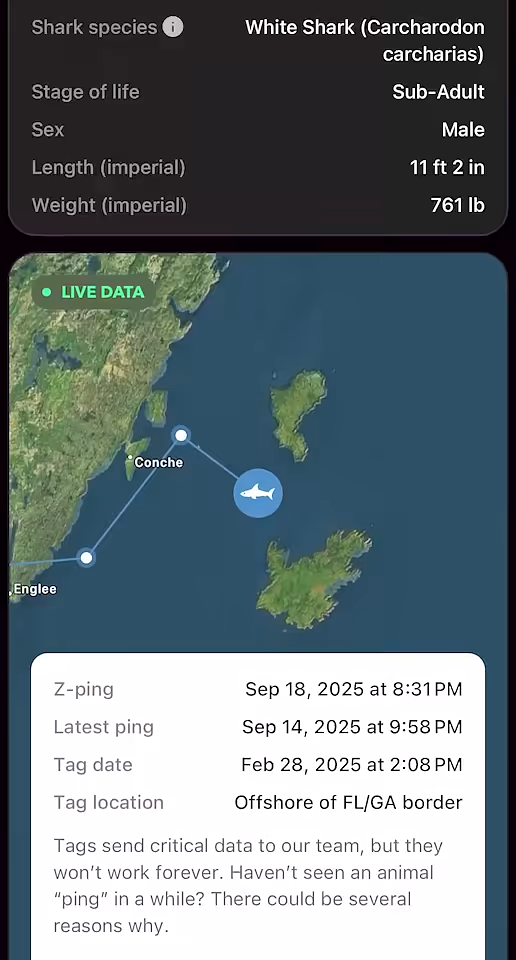 Shark species i White Shark (Carcharodon
carcharias)
Stage of life Sub-Adult
Sex Male
Length (imperial) 11 ft 2 in
Weight (imperial) 761 lb
LIVE DATA
Conche
Englee
Z-ping Sep 18, 2025 at 8:31 PM
Latest ping Sep 14, 2025 at 9:58 PM
Tag date Feb 28, 2025 at 2:08 PM
Tag location Offshore of FL/GA border
Tags send critical data to our team, but they
won’t work forever. Haven’t seen an animal
“ping” in a while? There could be several
reasons why.